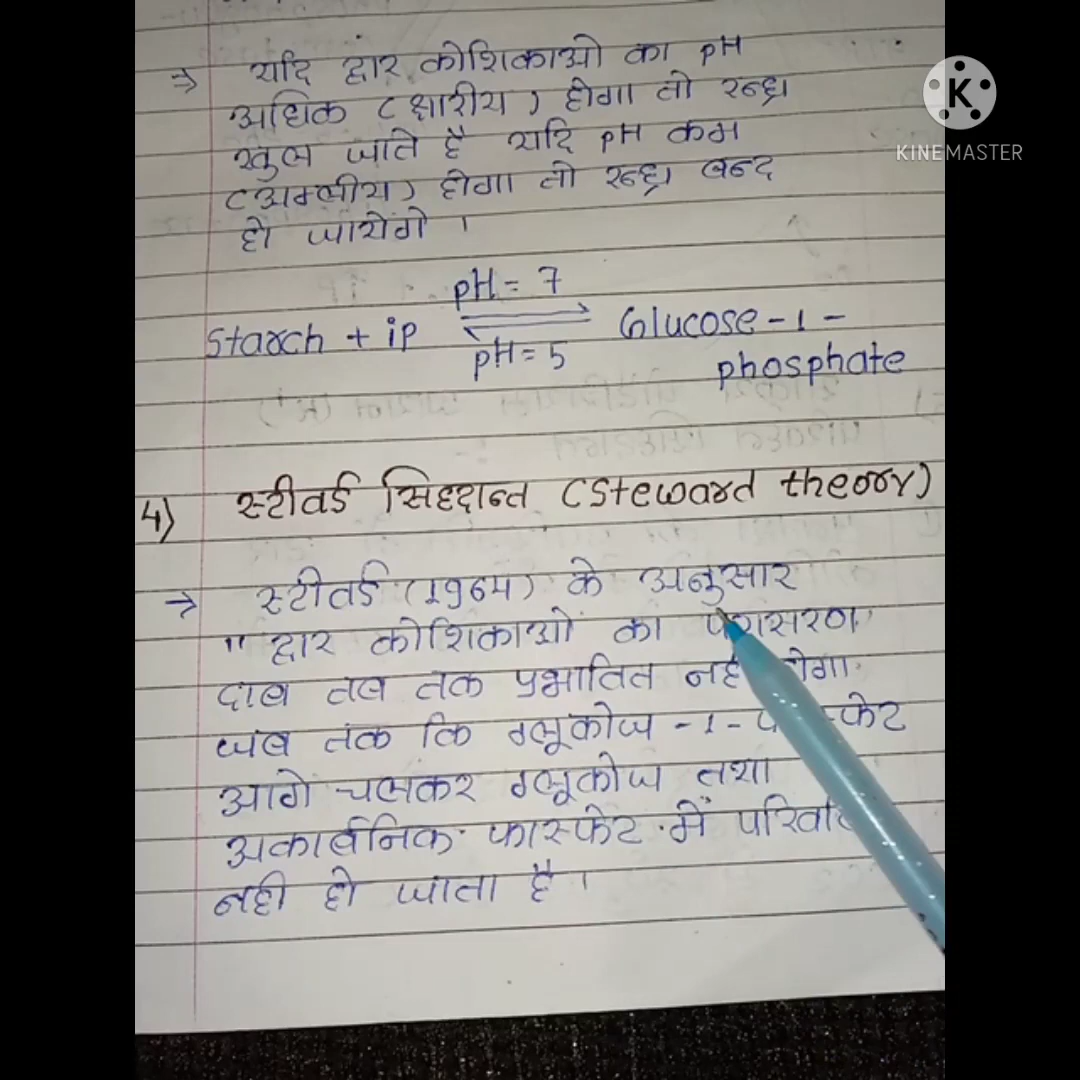 ⇒ यदि द्वार कोशिकाओ का pH
अधिक (क्षारीय) होगा तो रन्ध्र
खुल जाते है यदि pH कम
(अम्लीय) होगा तो रन्ध्र बन्द
हो जायेगे ।
pH = 7
Starch + ip ⇌ Glucose - 1 -
pH = 5
phosphate
4) स्टीवर्ड सिद्दान्त (Steward theory)
→ स्टीवर्ड (1964) के अनुसार
" द्वार कोशिकाओं का
दाब तब तक प्रभावित
जब तक कि ग्लूकोज - 1 -
आगे चलकर ग्लूकोज तथा
अकार्बनिक फास्फेट में
नही हो जाता है ।
KINEMASTER